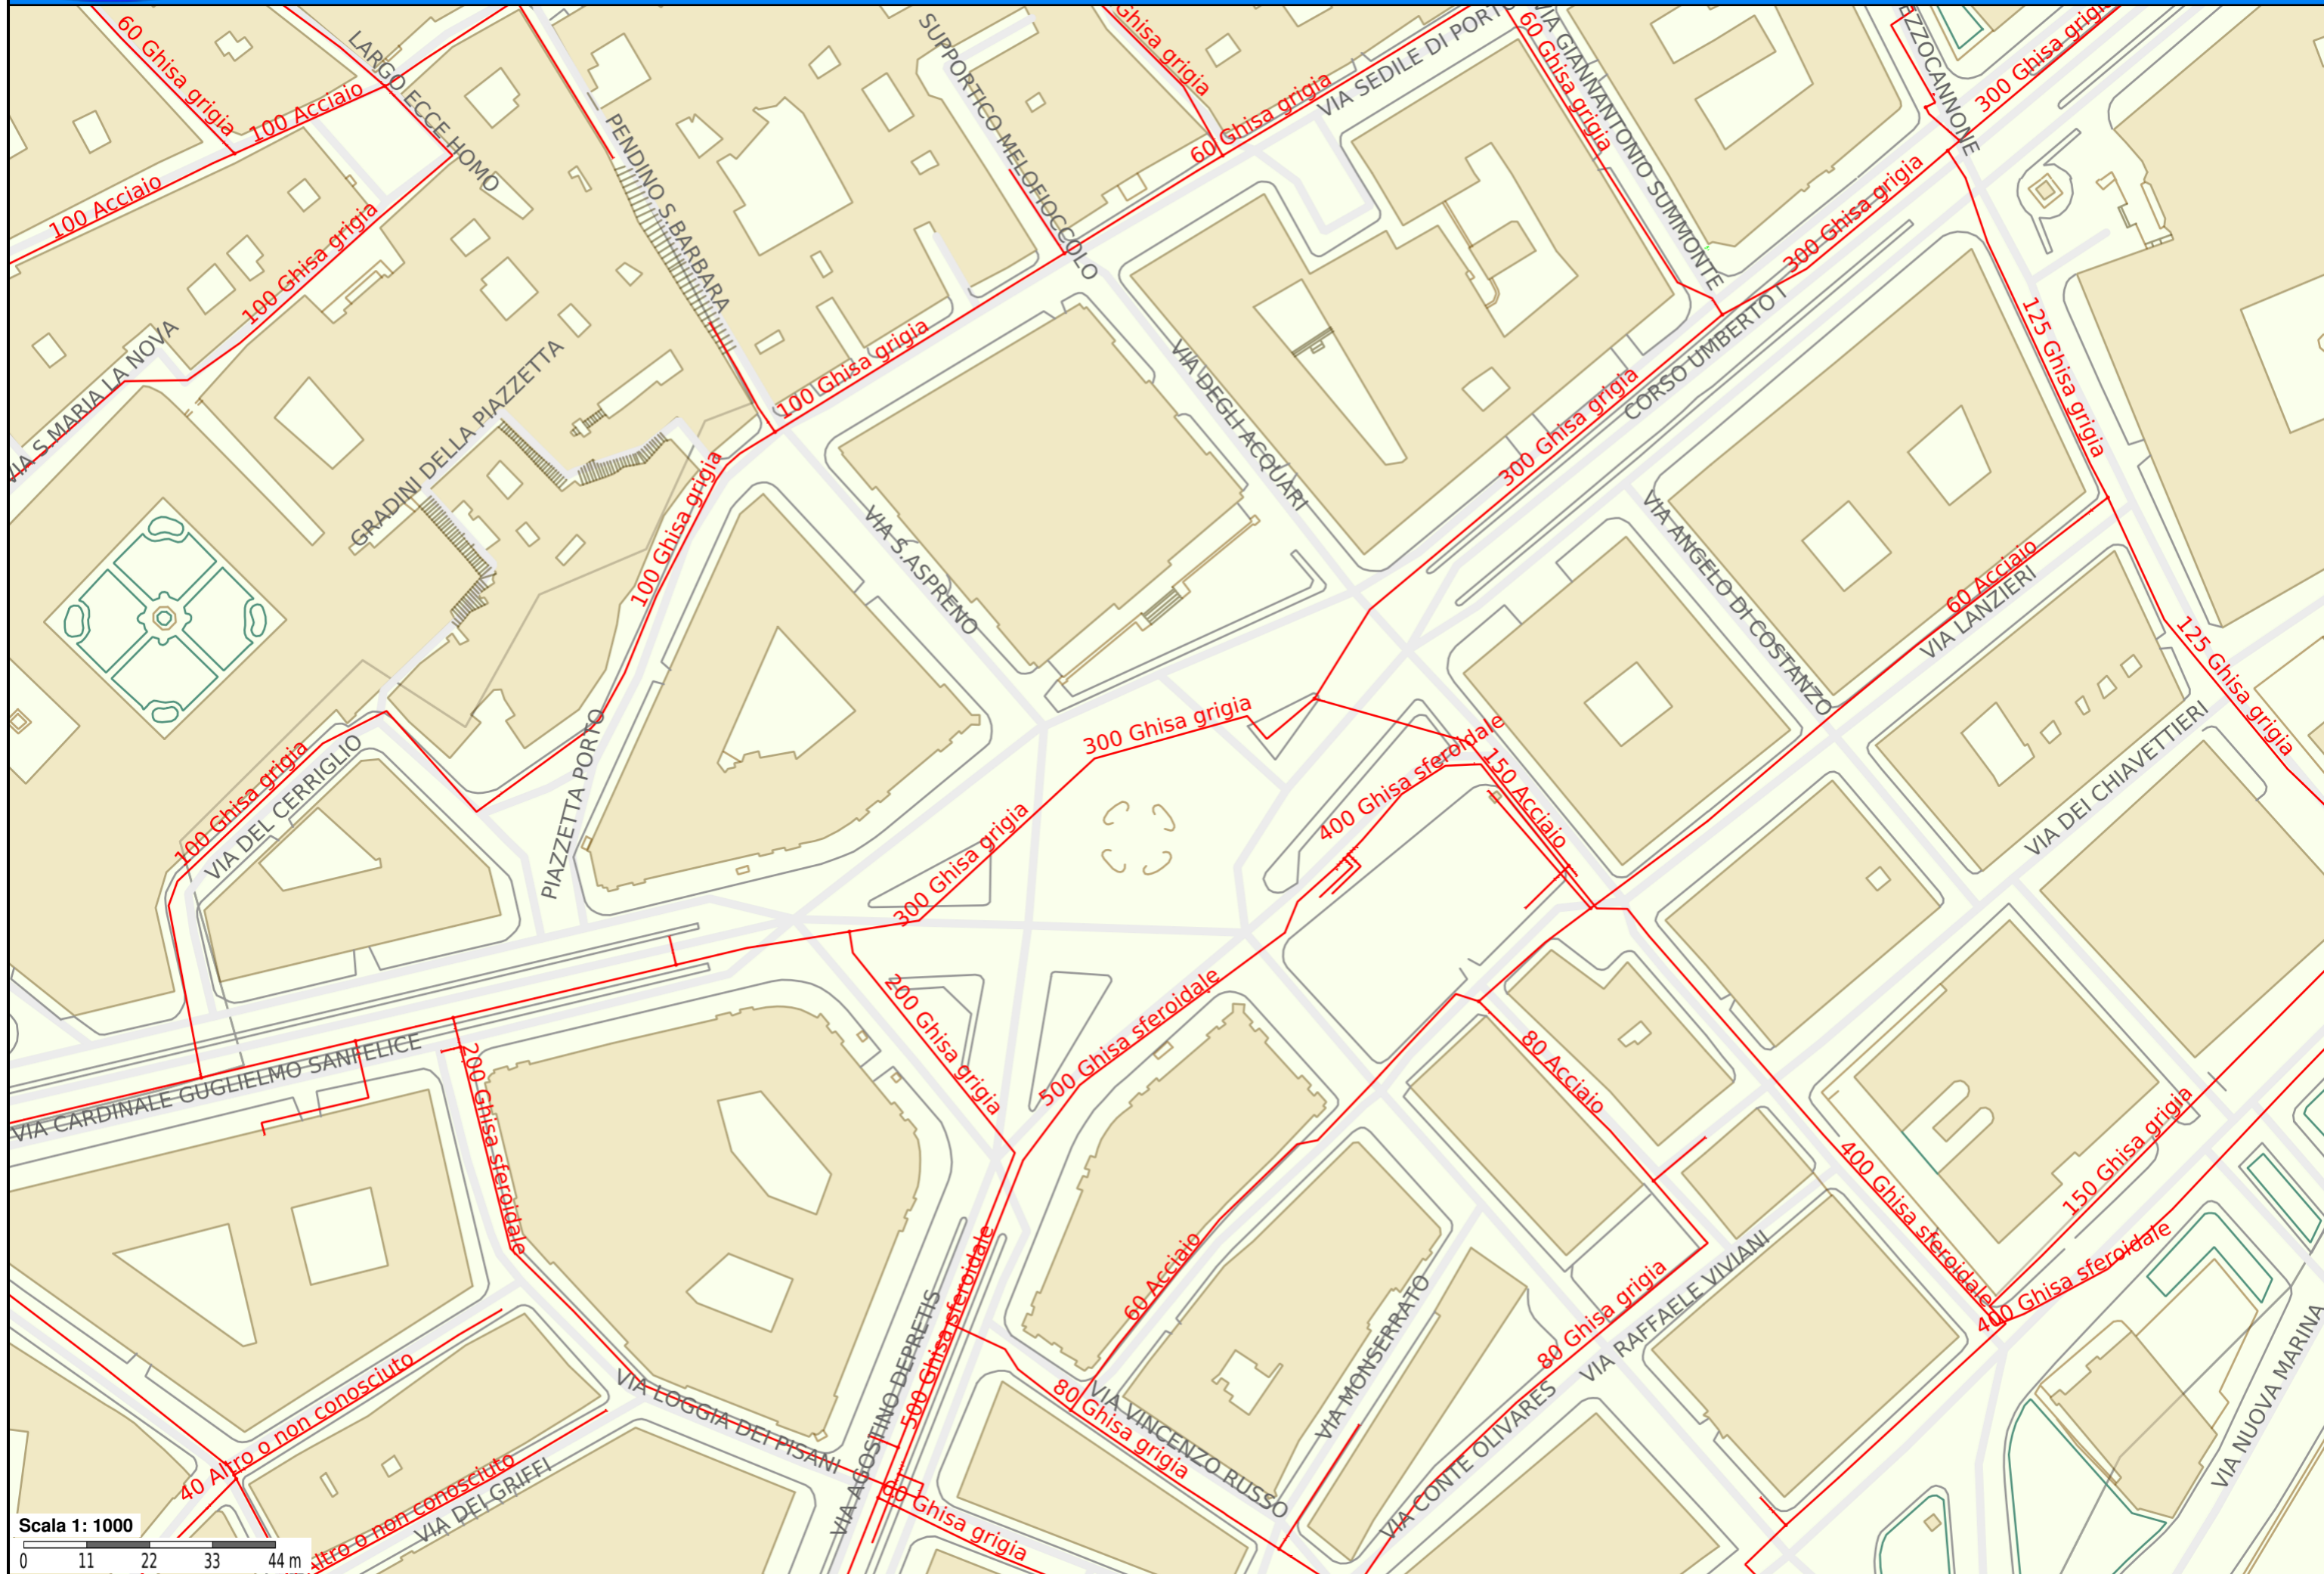 60 Ghisa grigia
LARGO ECCE HOMO
100 Acciaio
100 Acciaio
100 Ghisa grigia
VIA S.MARIA LA NOVA
PENDINO S.BARBARA
SUPPORTICO MELOFIOCCOLO
Ghisa grigia
60 Ghisa grigia
VIA SEDILE DI PORTO
60 Ghisa grigia
VIA GIANNANTONIO SUMMONTE
EZZOCANNONE
300 Ghisa grigia
300 Ghisa grigia
CORSO UMBERTO I
300 Ghisa grigia
125 Ghisa grigia
GRADINI DELLA PIAZZETTA
100 Ghisa grigia
100 Ghisa grigia
VIA S.ASPRENO
VIA DEGLI ACQUARI
VIA ANGELO DI COSTANZO
60 Acciaio
VIA LANZIERI
125 Ghisa grigia
VIA DEI CHIAVETTIERI
100 Ghisa grigia
VIA DEL CERRIGLIO
PIAZZETTA PORTO
300 Ghisa grigia
300 Ghisa grigia
400 Ghisa sferoidale
150 Acciaio
200 Ghisa grigia
500 Ghisa sferoidale
VIA CARDINALE GUGLIELMO SANFELICE
200 Ghisa sferoidale
80 Acciaio
400 Ghisa sferoidale
150 Ghisa grigia
400 Ghisa sferoidale
60 Acciaio
80 Ghisa grigia
VIA RAFFAELE VIVIANI
VIA MONSERRATO
VIA CONTE OLIVARES
VIA NUOVA MARINA
500 Ghisa sferoidale
VIA AGOSTINO DEPRETIS
VIA LOGGIA DEI PISANI
80 Ghisa grigia
VIA VINCENZO RUSSO
60 Ghisa grigia
40 Altro o non conosciuto
Altro o non conosciuto
VIA DEI GRIFFI
Scala 1: 1000
0 11 22 33 44 m